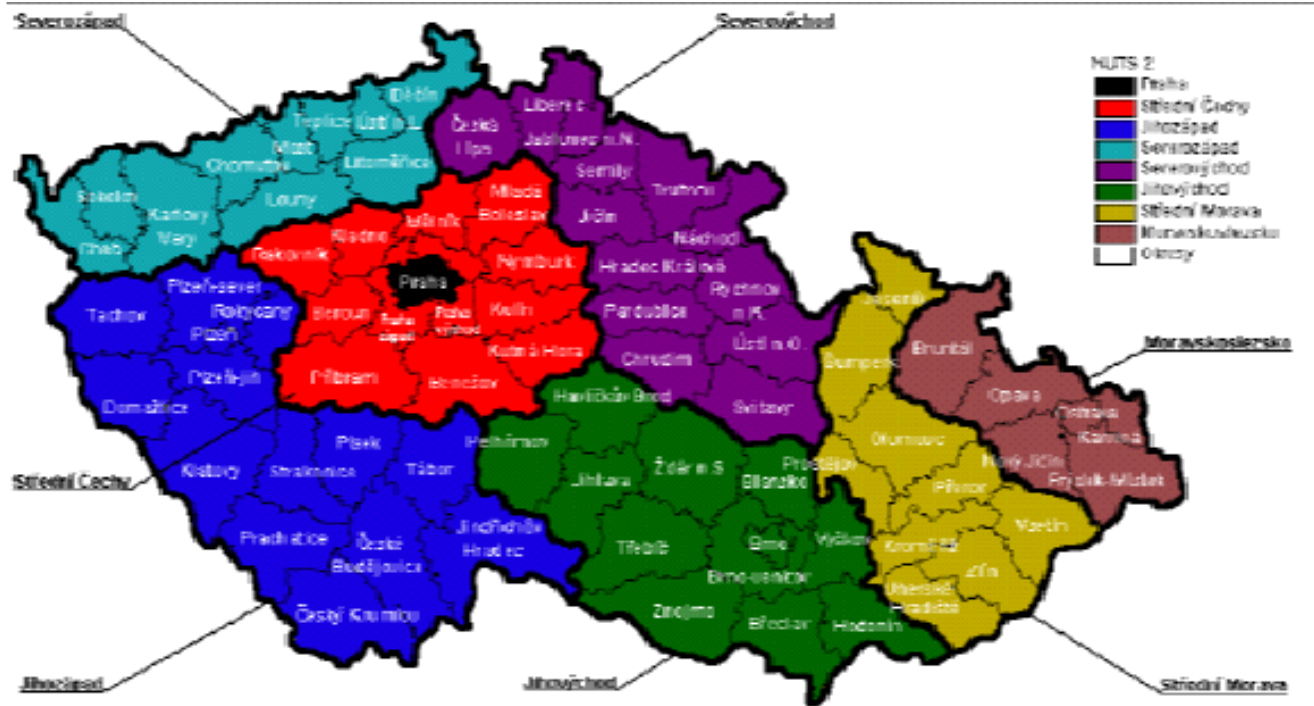 Severozápad
Severovýchod
NUTS 2
Praha
Střední Čechy
Jihozápad
Severozápad
Severovýchod
Jihovýchod
Střední Morava
Moravskoslezsko
Okresy
Děčín
Teplice
Ústí n.L.
Most
Litoměřice
Chomutov
Louny
Sokolov
Karlovy
Vary
Cheb
Česká
Lípa
Liberec
Jablonec n.N.
Semily
Trutnov
Jičín
Náchod
Hradec Králové
Rychnov
n.K.
Pardubice
Ústí n.O.
Chrudim
Svitavy
Mladá
Boleslav
Mělník
Kladno
Rakovník
Nymburk
Praha
Beroun
Praha
západ
Praha
východ
Kolín
Kutná Hora
Příbram
Benešov
Plzeň-sever
Tachov
Rokycany
Plzeň
Plzeň-jih
Domažlice
Klatovy
Strakonice
Písek
Tábor
Prachatice
České
Budějovice
Jindřichův
Hradec
Český Krumlov
Havlíčkův Brod
Pelhřimov
Jihlava
Žďár n.S.
Blansko
Třebíč
Brno
Vyškov
Brno-venkov
Znojmo
Břeclav
Hodonín
Jeseník
Šumperk
Olomouc
Prostějov
Přerov
Kroměříž
Vsetín
Zlín
Uherské
Hradiště
Bruntál
Opava
Ostrava
Karviná
Nový Jičín
Frýdek-Místek
Moravskoslezsko
Střední Čechy
Jihozápad
Jihovýchod
Střední Morava